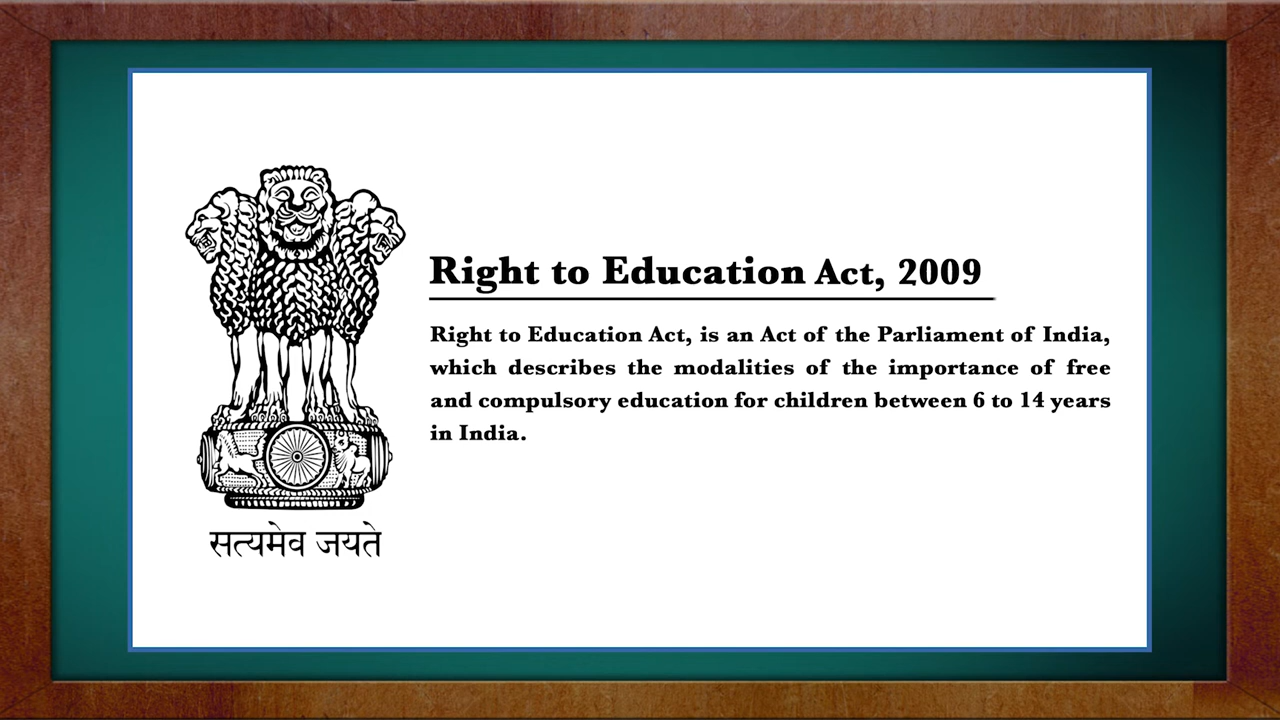 Right to Education Act, 2009
Right to Education Act, is an Act of the Parliament of India,
which describes the modalities of the importance of free
and compulsory education for children between 6 to 14 years
in India.
सत्यमेव जयते